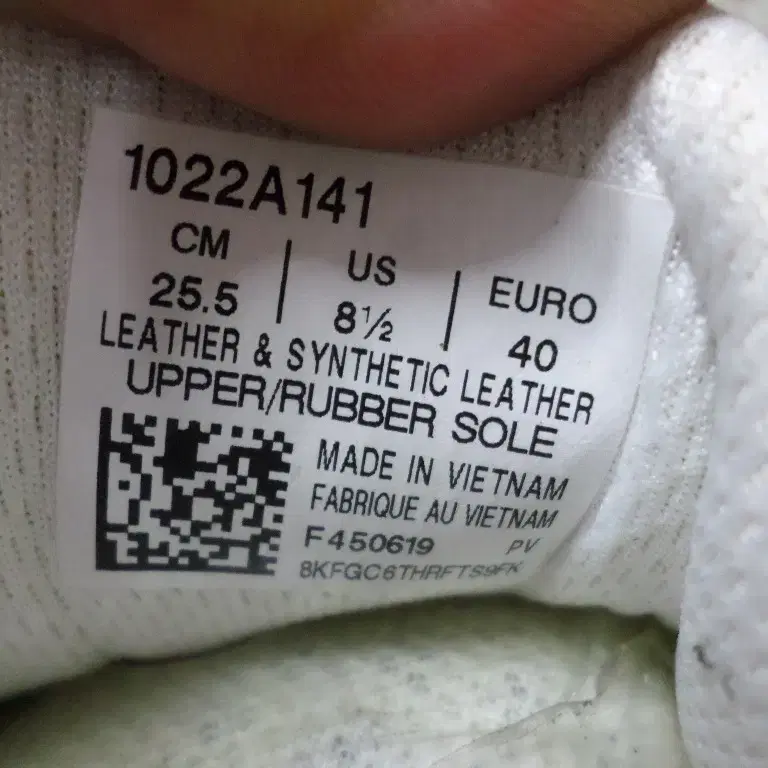 1022A141
CM | US | EURO
25.5 | 8½ | 40
LEATHER & SYNTHETIC LEATHER
UPPER/RUBBER SOLE
MADE IN VIETNAM
FABRIQUE AU VIETNAM
F450619 PV
8KFGC6THRFTS9FK